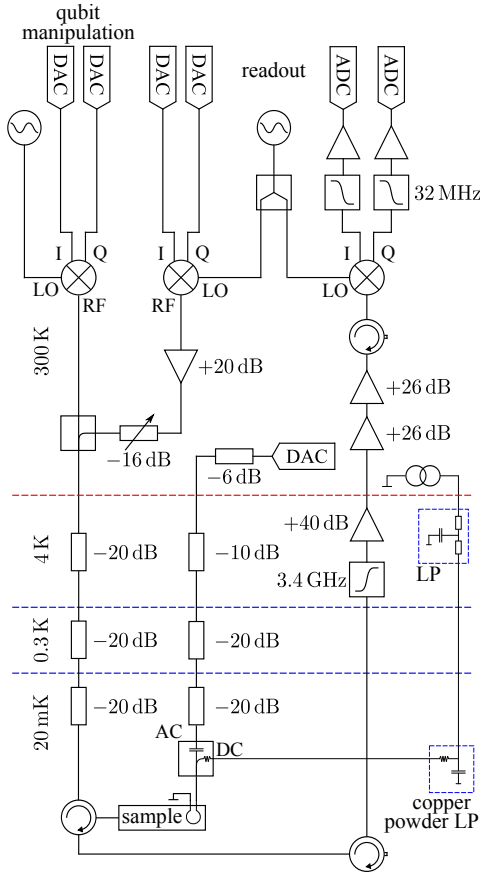 qubit
manipulation
DAC
DAC
DAC
DAC
readout
ADC
ADC
32 MHz
I
Q
I
Q
I
Q
LO
RF
RF
LO
LO
300 K
+20 dB
+26 dB
−16 dB
+26 dB
−6 dB
DAC
4 K
−20 dB
−10 dB
+40 dB
3.4 GHz
LP
0.3 K
−20 dB
−20 dB
20 mK
−20 dB
−20 dB
AC
DC
sample
copper
powder LP